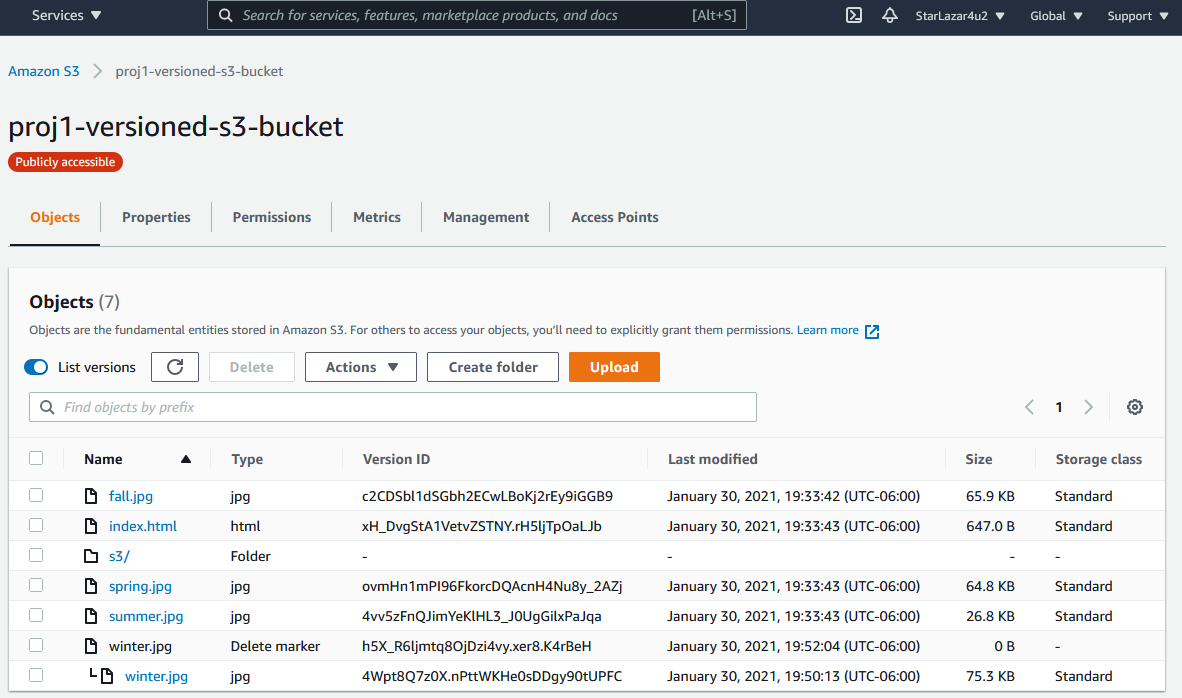 Services ▼ Search for services, features, marketplace products, and docs [Alt+S] StarLazar4u2 ▼ Global ▼ Support ▼
Amazon S3 > proj1-versioned-s3-bucket
proj1-versioned-s3-bucket
Publicly accessible
Objects Properties Permissions Metrics Management Access Points
Objects (7)
Objects are the fundamental entities stored in Amazon S3. For others to access your objects, you'll need to explicitly grant them permissions. Learn more
List versions Delete Actions ▼ Create folder Upload
Find objects by prefix < 1 >
Name ▲ Type Version ID Last modified Size Storage class
fall.jpg jpg c2CDSbl1dSGbh2ECwLBoKj2rEy9iGGB9 January 30, 2021, 19:33:42 (UTC-06:00) 65.9 KB Standard
index.html html xH_DvgStA1VetvZSTNY.rH5ljTpOaLJb January 30, 2021, 19:33:43 (UTC-06:00) 647.0 B Standard
s3/ Folder - - - -
spring.jpg jpg ovmHn1mPI96FkorcDQAcnH4Nu8y_2AZj January 30, 2021, 19:33:43 (UTC-06:00) 64.8 KB Standard
summer.jpg jpg 4vv5zFnQJimYeKlHL3_J0UgGilxPaJqa January 30, 2021, 19:33:43 (UTC-06:00) 26.8 KB Standard
winter.jpg Delete marker h5X_R6ljmtq8OjDzi4vy.xer8.K4rBeH January 30, 2021, 19:52:04 (UTC-06:00) 0 B -
winter.jpg jpg 4Wpt8Q7z0X.nPttWKHe0sDDgy90tUPFC January 30, 2021, 19:50:13 (UTC-06:00) 75.3 KB Standard